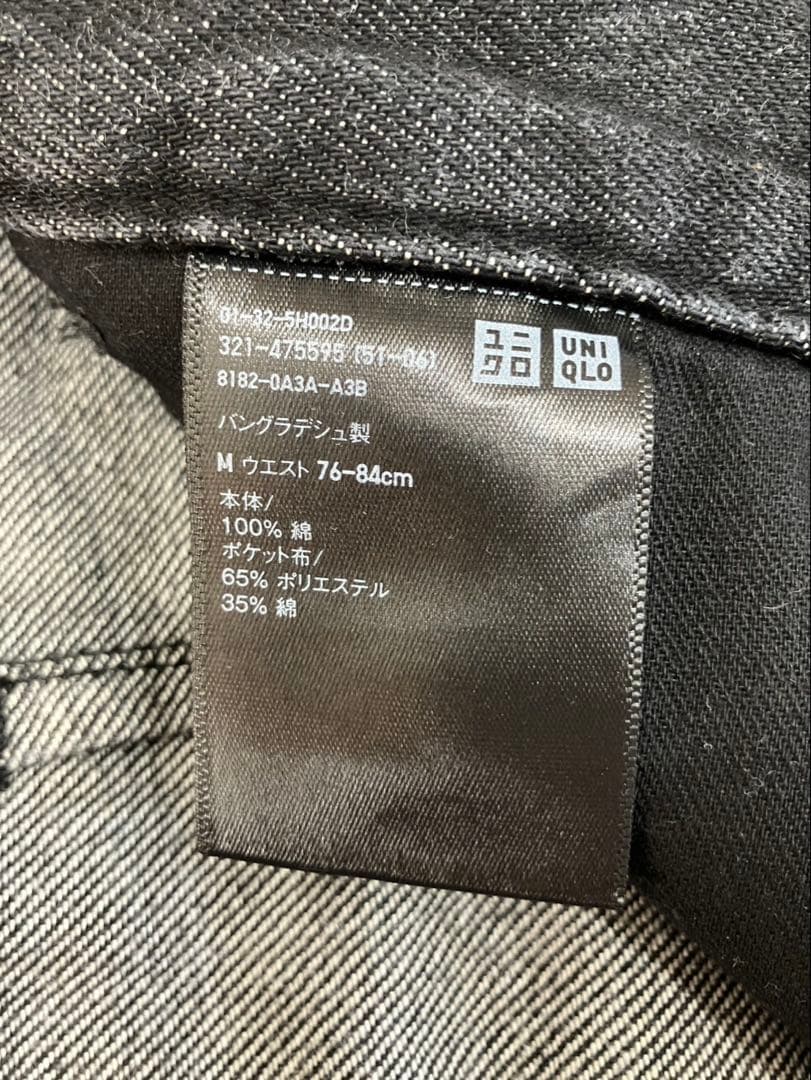 01-32-5H002D
321-475595 (51-06)
8182-0A3A-A3B
ユニ
クロ
UNI
QLO
バングラデシュ製
M ウエスト 76-84cm
本体/
100% 綿
ポケット布/
65% ポリエステル
35% 綿